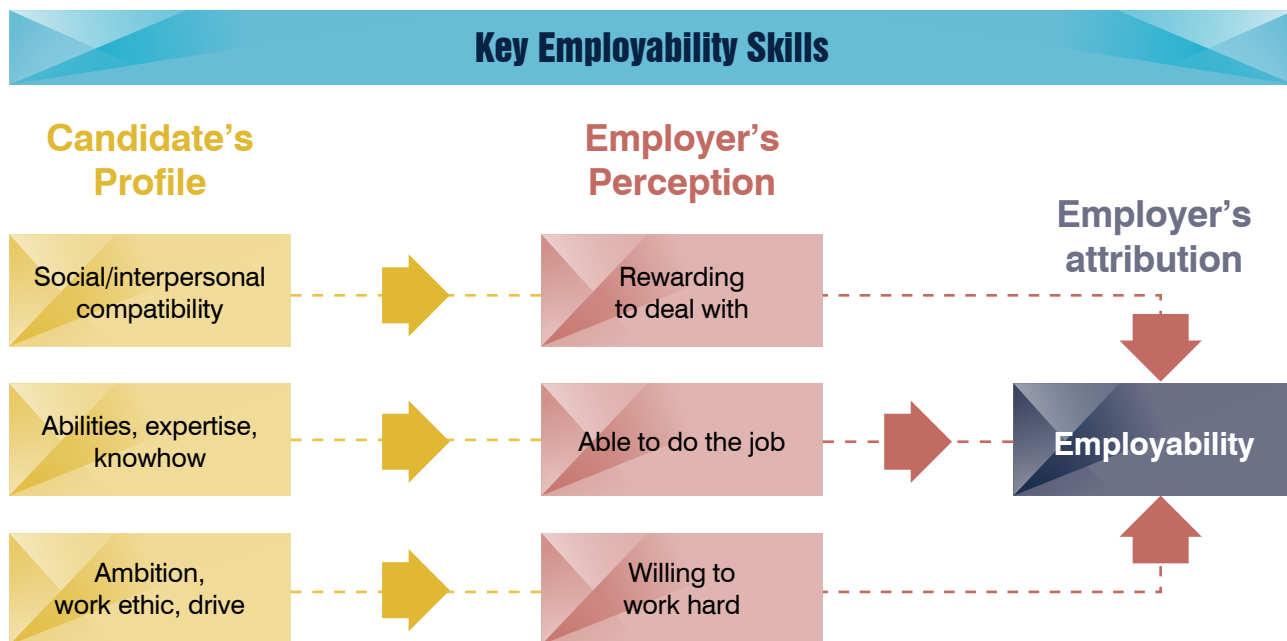 Key Employability Skills
Candidate's
Profile
Employer's
Perception
Employer's
attribution
Social/interpersonal
compatibility
Rewarding
to deal with
Abilities, expertise,
knowhow
Able to do the job
Employability
Ambition,
work ethic, drive
Willing to
work hard